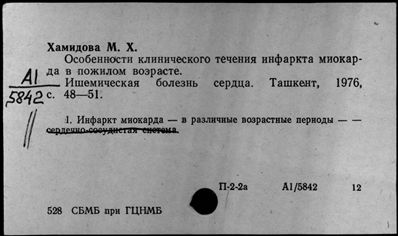 Хамидова М. Х.
Особенности клинического течения инфаркта миокар-
да в пожилом возрасте.
А1
Ишемическая болезнь сердца. Ташкент, 1976,
5842
с. 48—51.
1. Инфаркт миокарда — в различные возрастные периоды — —
сердечно-сосудистая система.
П-2-2а А1/5842 12
528 СБМБ при ГЦНМБ